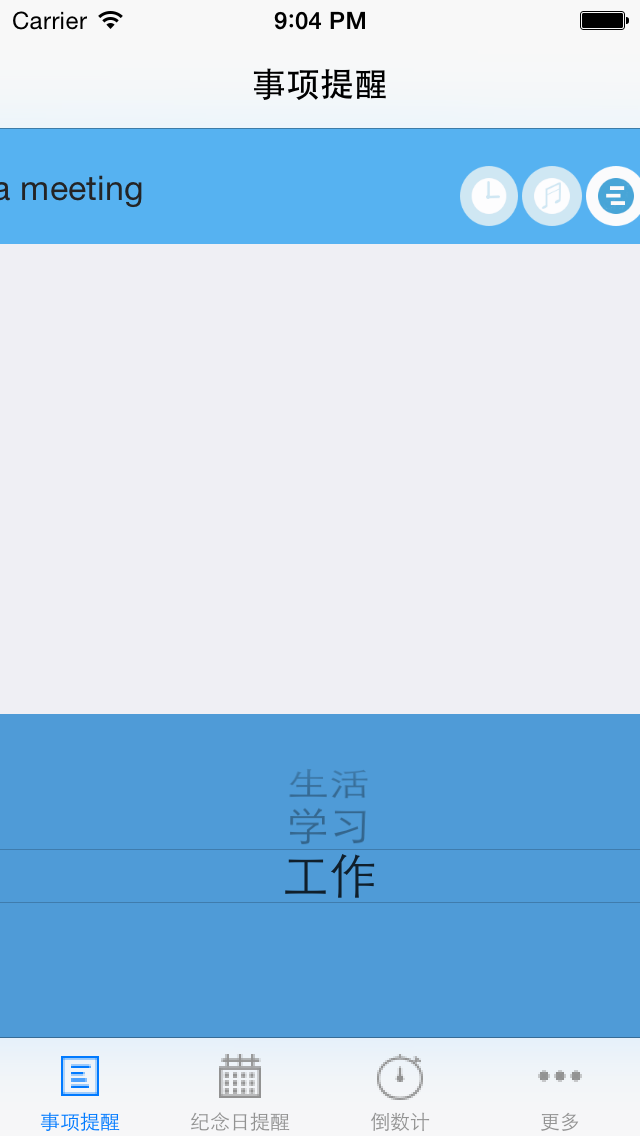 Carrier 9:04 PM
事项提醒
a meeting
生活
学习
工作
事项提醒 纪念日提醒 倒数计 更多